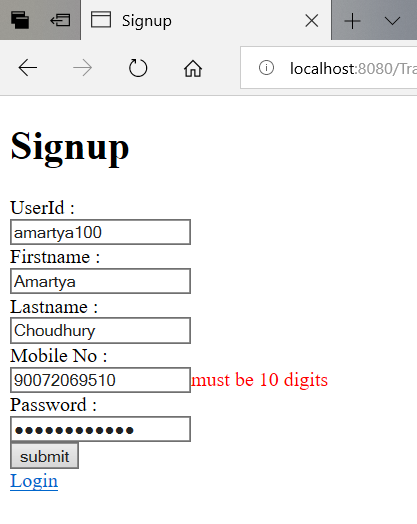 Signup
localhost:8080/Tra
Signup
UserId :
amartya100
Firstname :
Amartya
Lastname :
Choudhury
Mobile No :
90072069510 must be 10 digits
Password :
●●●●●●●●●●●●
submit
Login